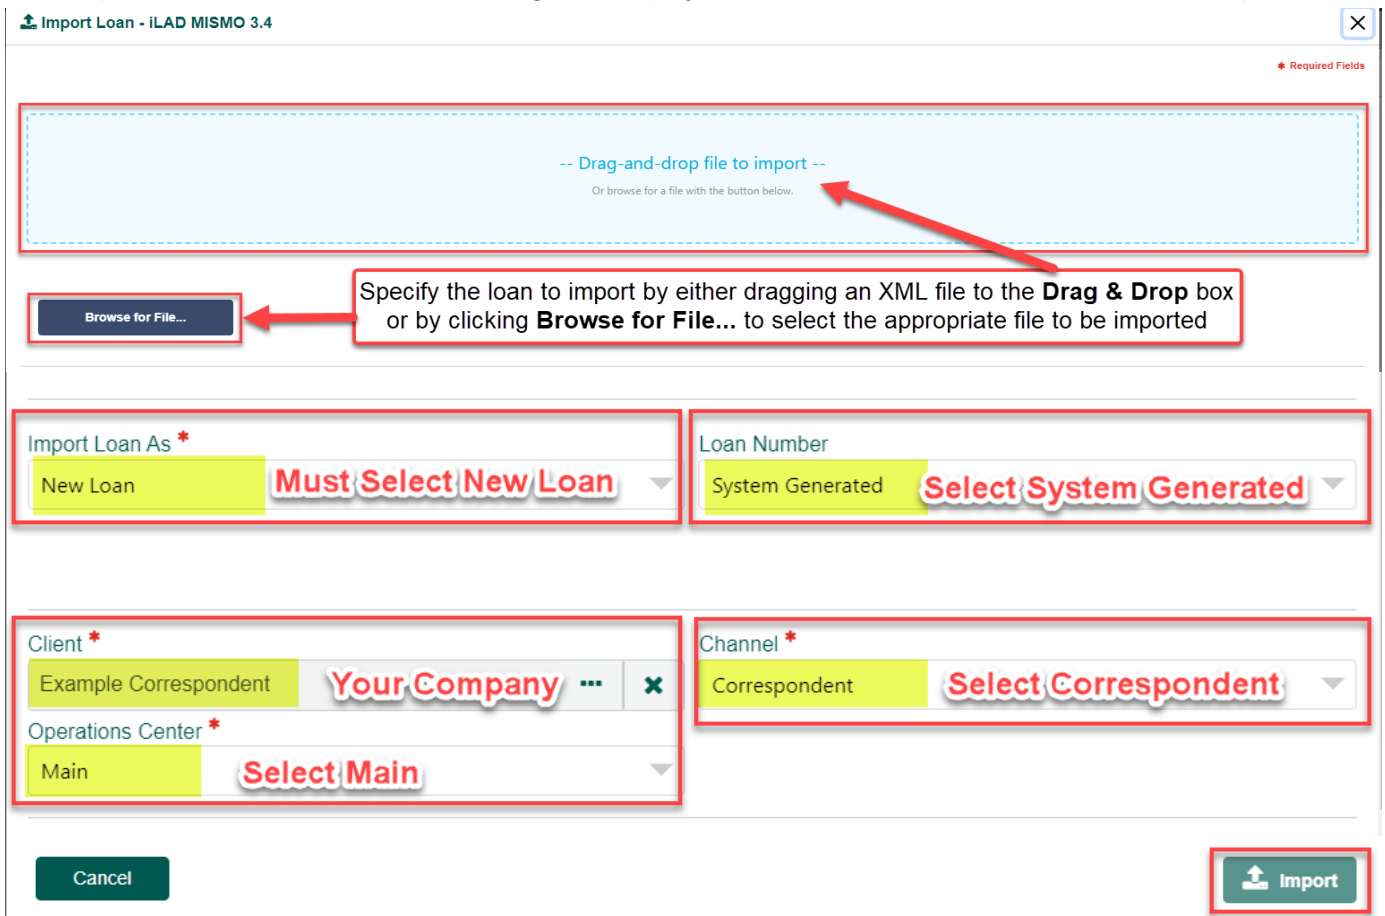 Import Loan - iLAD MISMO 3.4
* Required Fields
-- Drag-and-drop file to import --
Or browse for a file with the button below.
Specify the loan to import by either dragging an XML file to the Drag & Drop box
or by clicking Browse for File... to select the appropriate file to be imported
Browse for File...
Import Loan As *
New Loan
Must Select New Loan
Loan Number
System Generated
Select System Generated
Client *
Example Correspondent
Your Company
Channel *
Correspondent
Select Correspondent
Operations Center *
Main
Select Main
Cancel
Import